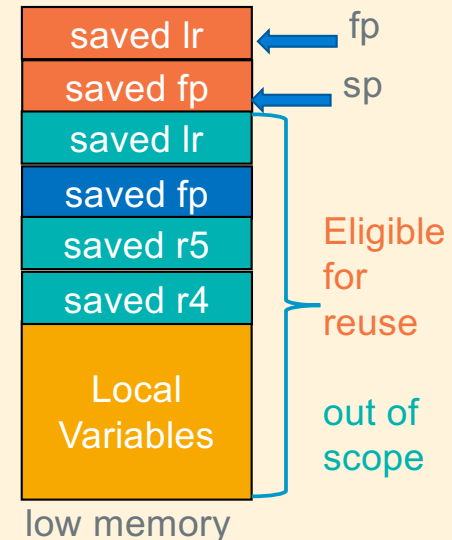 saved lr
fp
saved fp
sp
saved lr
saved fp
saved r5
saved r4
Eligible
for
reuse
Local
Variables
out of
scope
low memory